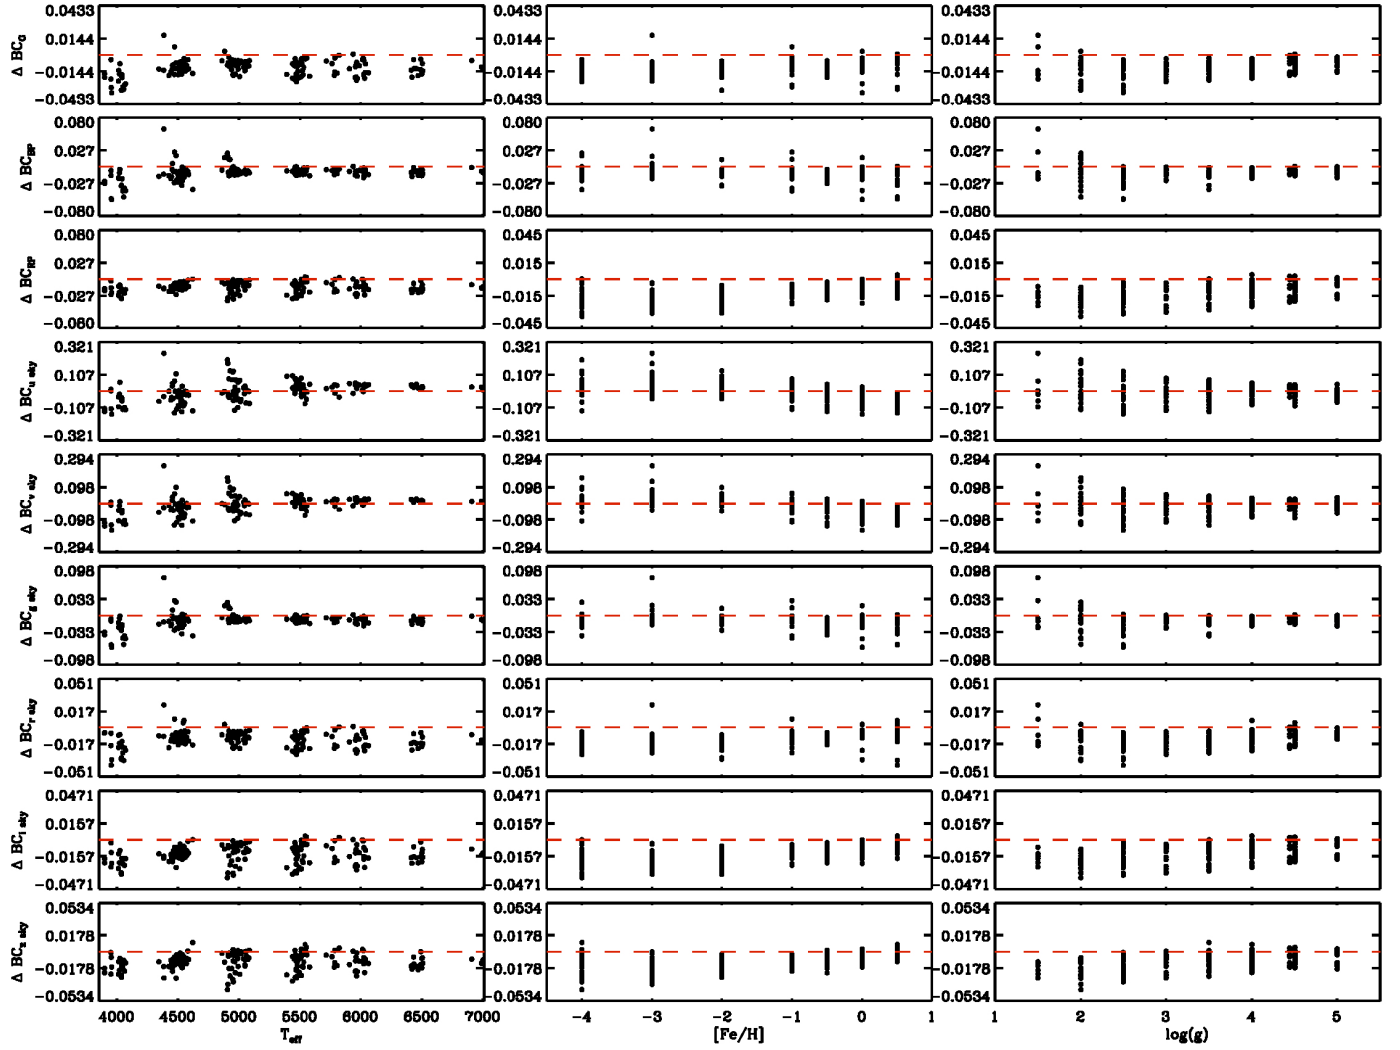 0.0433 0.0433 0.0433
0.0144 0.0144 0.0144
Δ BC_G
−0.0144 −0.0144 −0.0144
−0.0433 −0.0433 −0.0433
0.080 0.080 0.080
0.027 0.027 0.027
Δ BC_BP
−0.027 −0.027 −0.027
−0.080 −0.080 −0.080
0.080 0.045 0.045
0.027 0.015 0.015
Δ BC_RP
−0.027 −0.015 −0.015
−0.080 −0.045 −0.045
0.321 0.321 0.321
0.107 0.107 0.107
Δ BC_u sky
−0.107 −0.107 −0.107
−0.321 −0.321 −0.321
0.294 0.294 0.294
0.098 0.098 0.098
Δ BC_v sky
−0.098 −0.098 −0.098
−0.294 −0.294 −0.294
0.098 0.098 0.098
0.033 0.033 0.033
Δ BC_g sky
−0.033 −0.033 −0.033
−0.098 −0.098 −0.098
0.051 0.051 0.051
0.017 0.017 0.017
Δ BC_r sky
−0.017 −0.017 −0.017
−0.051 −0.051 −0.051
0.0471 0.0471 0.0471
0.0157 0.0157 0.0157
Δ BC_i sky
−0.0157 −0.0157 −0.0157
−0.0471 −0.0471 −0.0471
0.0534 0.0534 0.0534
0.0178 0.0178 0.0178
Δ BC_z sky
−0.0178 −0.0178 −0.0178
−0.0534 −0.0534 −0.0534
4000 4500 5000 5500 6000 6500 7000 −4 −3 −2 −1 0 1 1 2 3 4 5
T_eff [Fe/H] log(g)